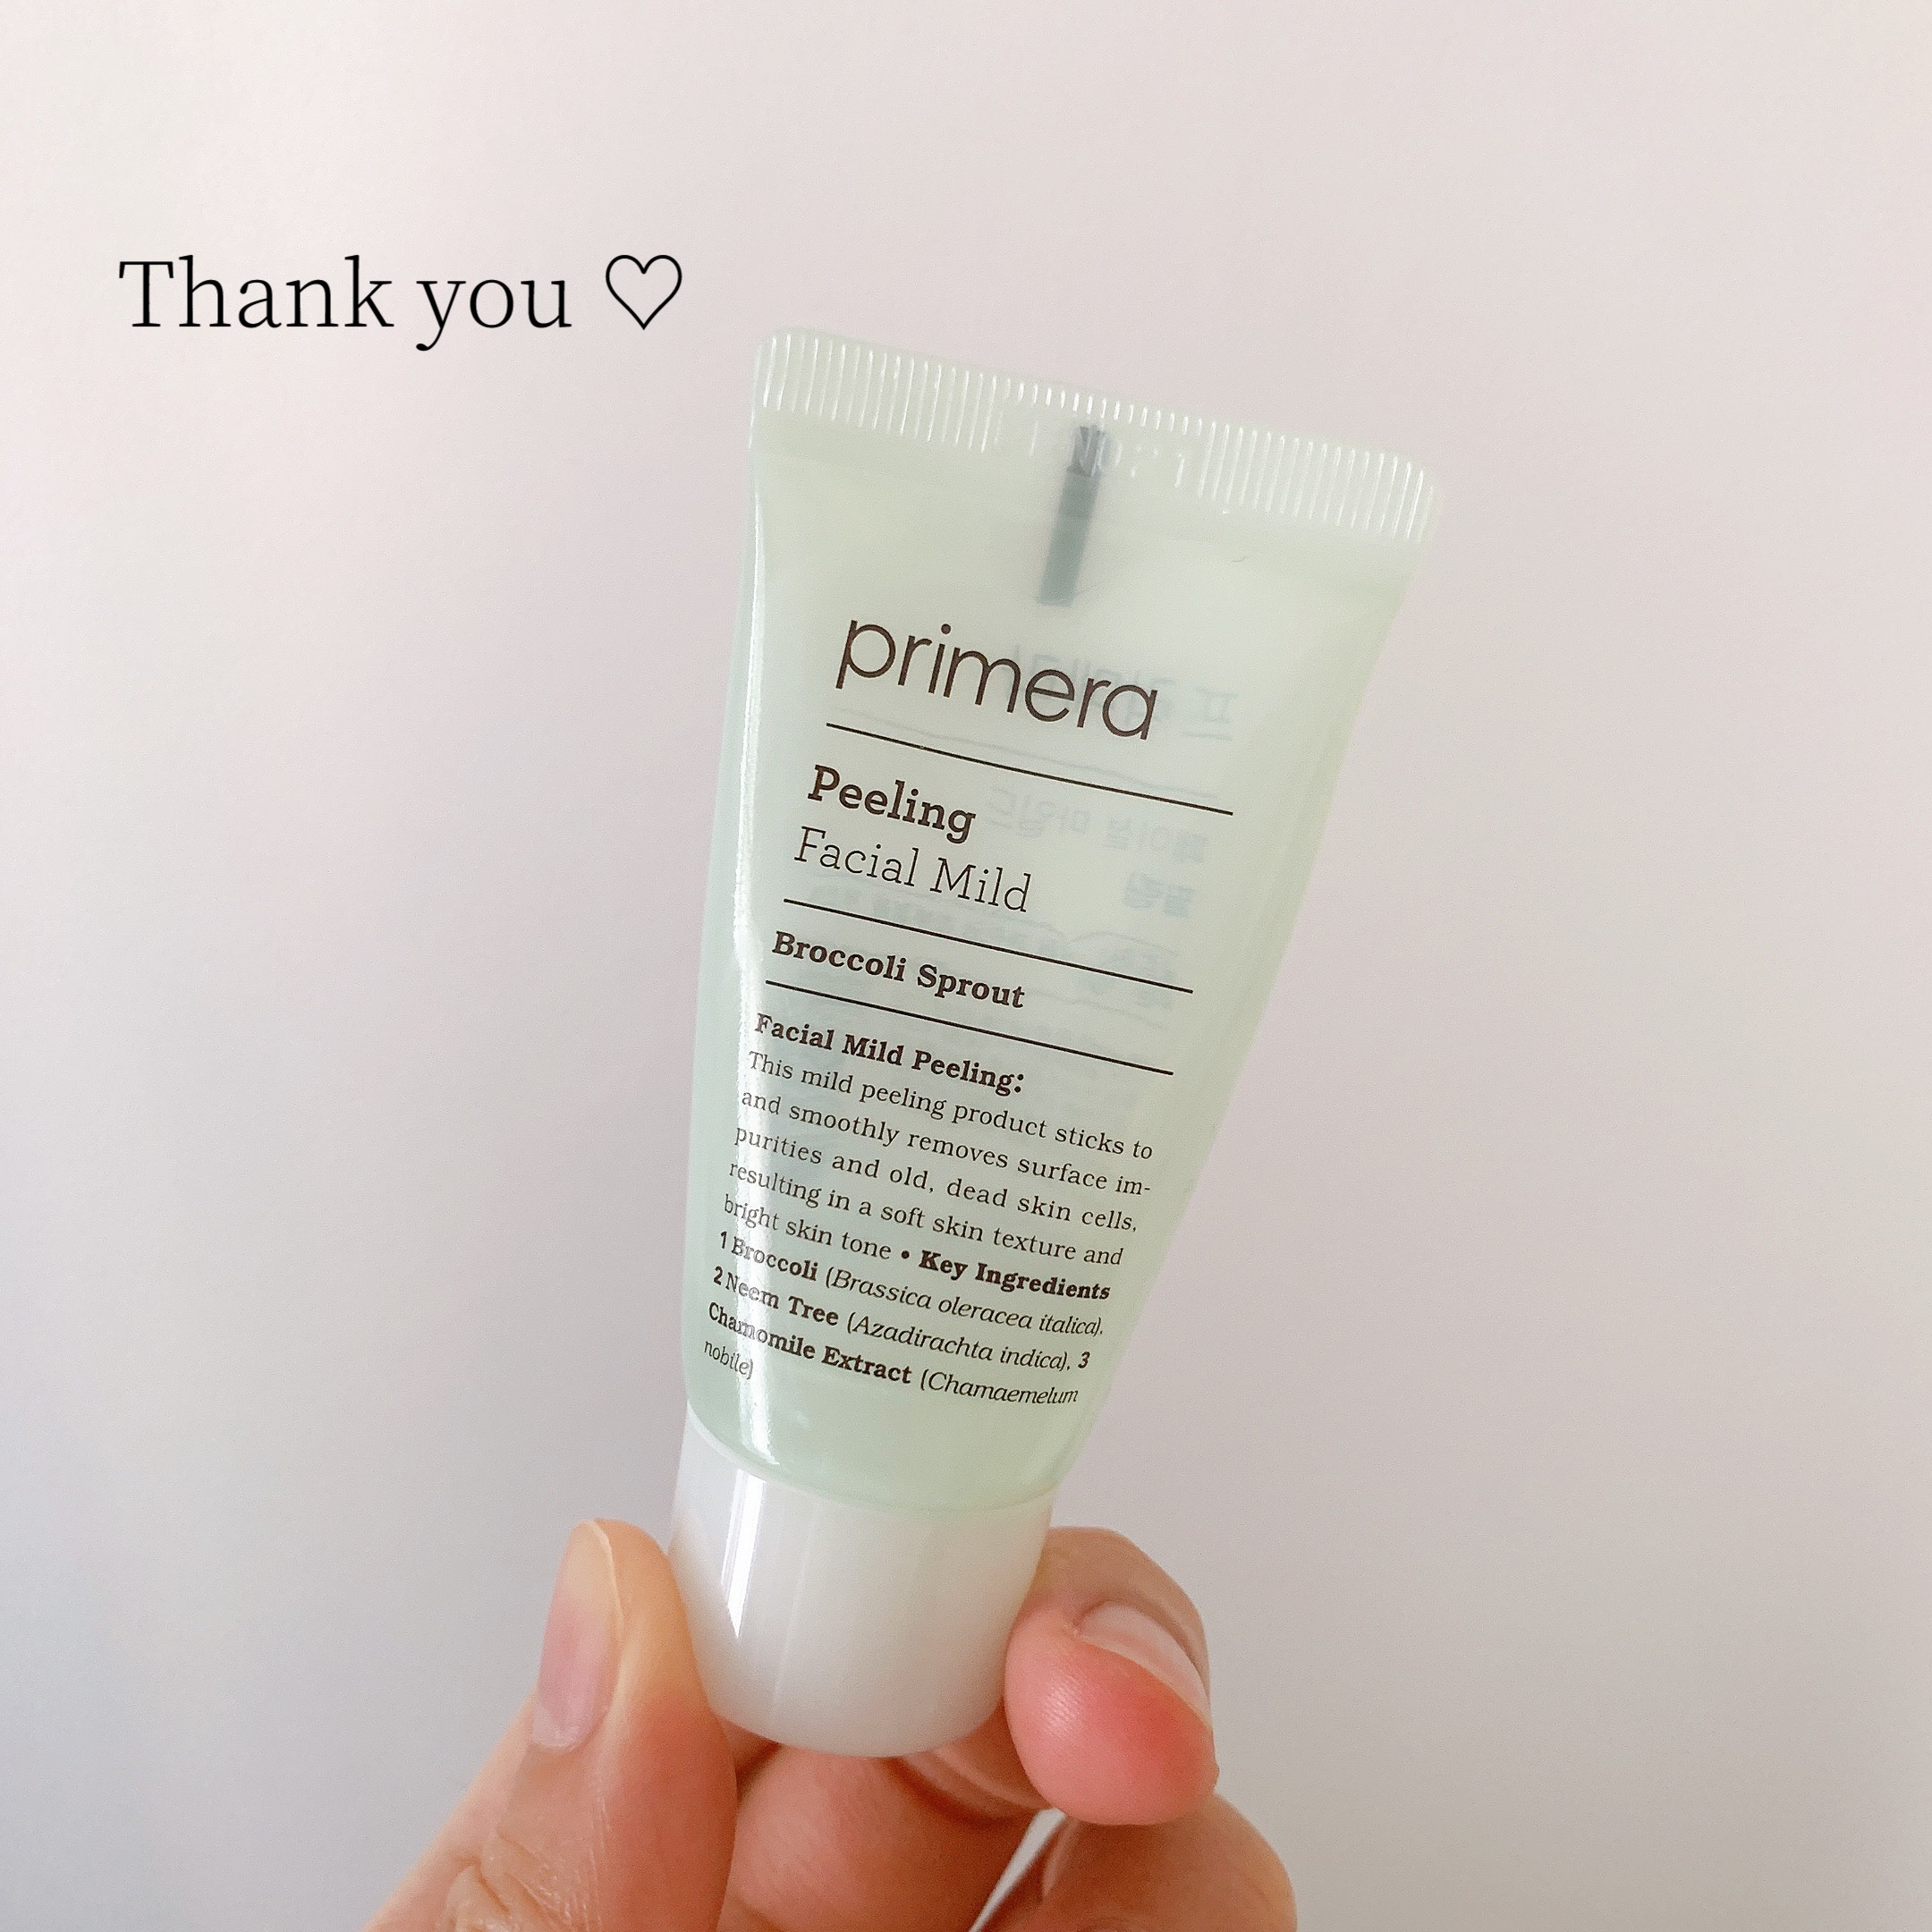 Thank you ♡
primera
Peeling
Facial Mild
Broccoli Sprout
Facial Mild Peeling:
This mild peeling product sticks to
and smoothly removes surface im-
purities and old, dead skin cells,
resulting in a soft skin texture and
bright skin tone • Key Ingredients
1 Broccoli (Brassica oleracea italica),
2 Neem Tree (Azadirachta indica), 3
Chamomile Extract (Chamaemelum
nobile)